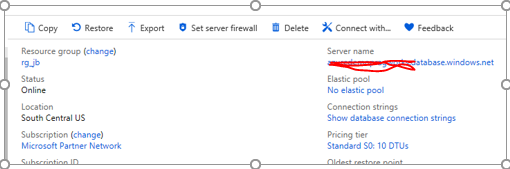 Copy Restore Export Set server firewall Delete Connect with... Feedback
Resource group (change)
rg_jb
Status
Online
Location
South Central US
Subscription (change)
Microsoft Partner Network
Subscription ID
Server name
database.windows.net
Elastic pool
No elastic pool
Connection strings
Show database connection strings
Pricing tier
Standard S0: 10 DTUs
Oldest restore point